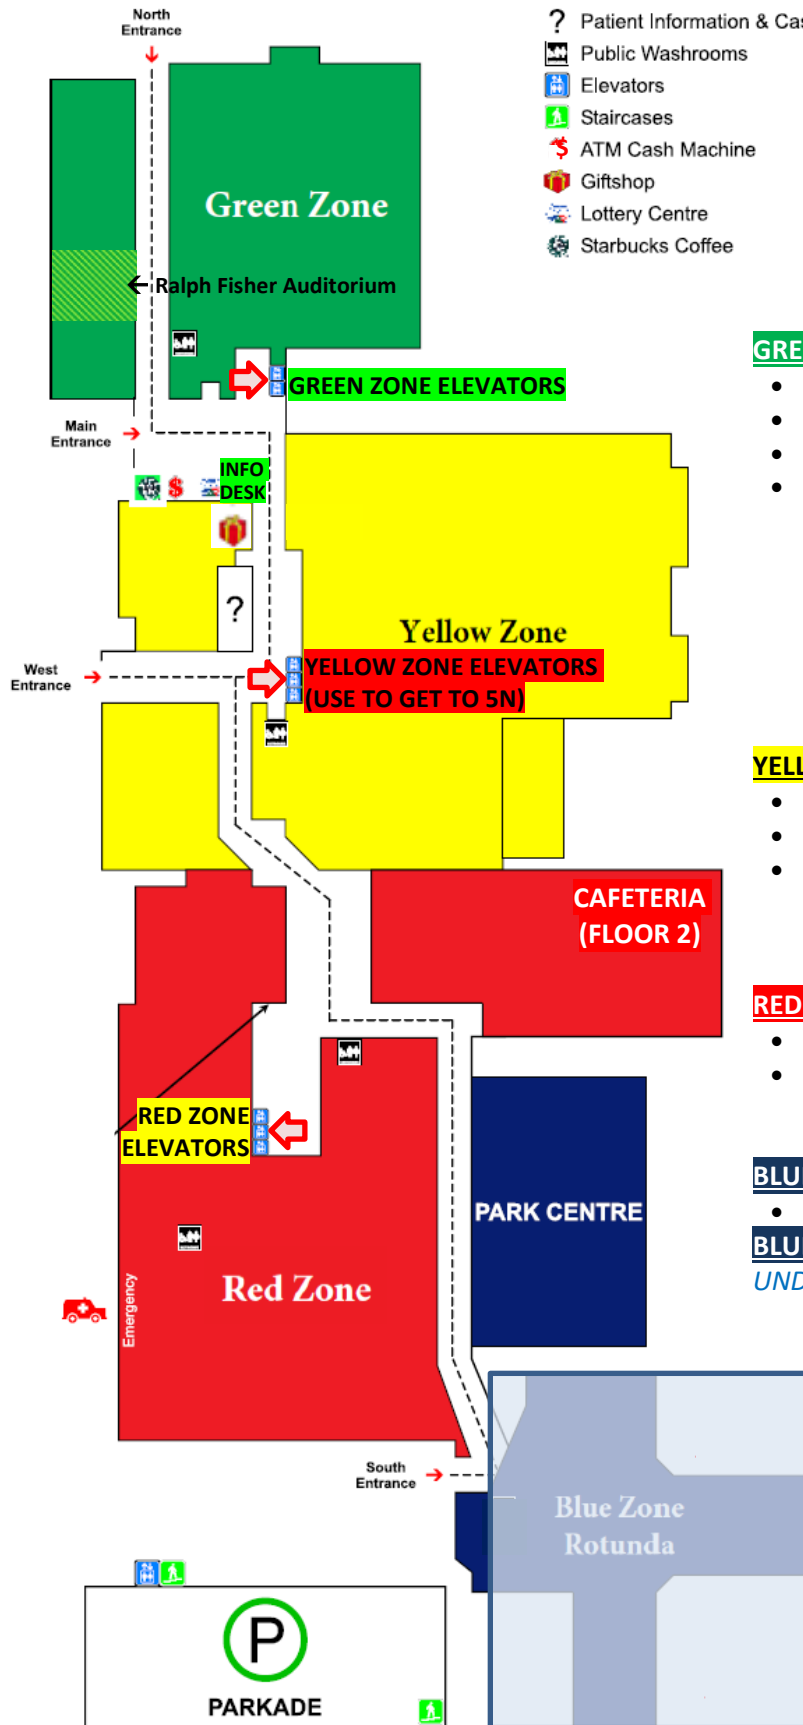 North
Entrance
? Patient Information & Cas
Public Washrooms
Elevators
Staircases
$ ATM Cash Machine
Giftshop
Lottery Centre
Starbucks Coffee
Green Zone
← Ralph Fisher Auditorium
GREEN ZONE ELEVATORS
GRE
•
•
•
•
Main
Entrance
$
INFO
DESK
?
Yellow Zone
West
Entrance
YELLOW ZONE ELEVATORS
(USE TO GET TO 5N)
YELL
•
•
•
CAFETERIA
(FLOOR 2)
RED
•
•
RED ZONE
ELEVATORS
PARK CENTRE
BLU
•
BLU
UND
Red Zone
Emergency
South
Entrance
Blue Zone
Rotunda
P
PARKADE